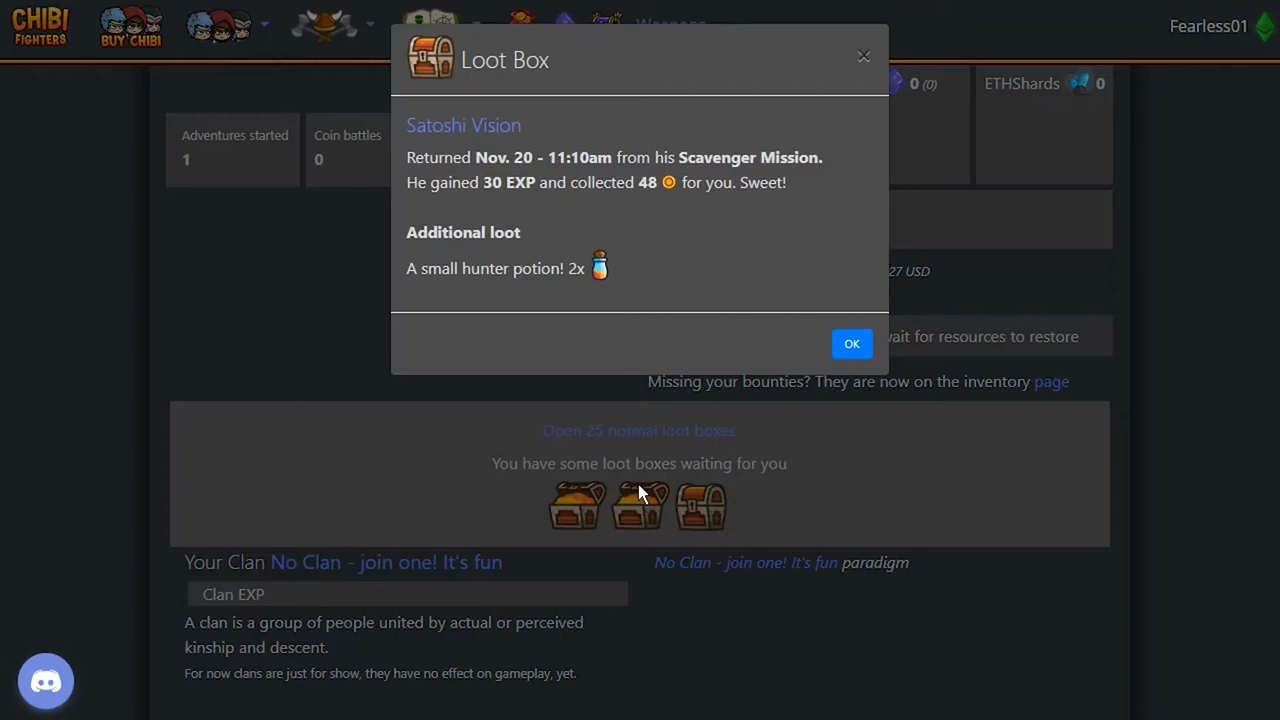 CHIBI
FIGHTERS
BUY CHIBI
Weapons
Fearless01
Loot Box
×
Satoshi Vision
Returned Nov. 20 - 11:10am from his Scavenger Mission.
He gained 30 EXP and collected 48 for you. Sweet!
Additional loot
A small hunter potion! 2x
OK
Adventures started
1
Coin battles
0
0 (0)
ETHShards 0
27 USD
wait for resources to restore
Missing your bounties? They are now on the inventory page
Open 25 normal loot boxes
You have some loot boxes waiting for you
Your Clan No Clan - join one! It's fun
No Clan - join one! It's fun paradigm
Clan EXP
A clan is a group of people united by actual or perceived
kinship and descent.
For now clans are just for show, they have no effect on gameplay, yet.